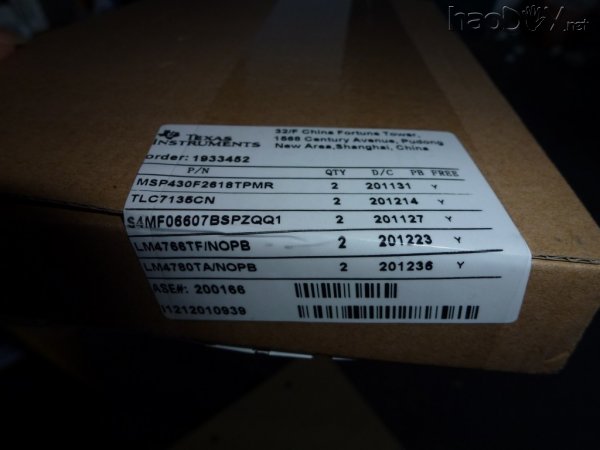 haoDIY.net
TEXAS INSTRUMENTS
32/F China Fortune Tower,
1568 Century Avenue, Pudong
New Area,Shanghai, China
order: 1933452
P/N QTY D/C PB FREE
MSP430F2618TPMR 2 201131 Y
TLC7135CN 2 201214 Y
S4MF06607BSPZQQ1 2 201127 Y
LM4766TF/NOPB 2 201223 Y
LM4780TA/NOPB 2 201236 Y
ASE#: 200166
1212010939